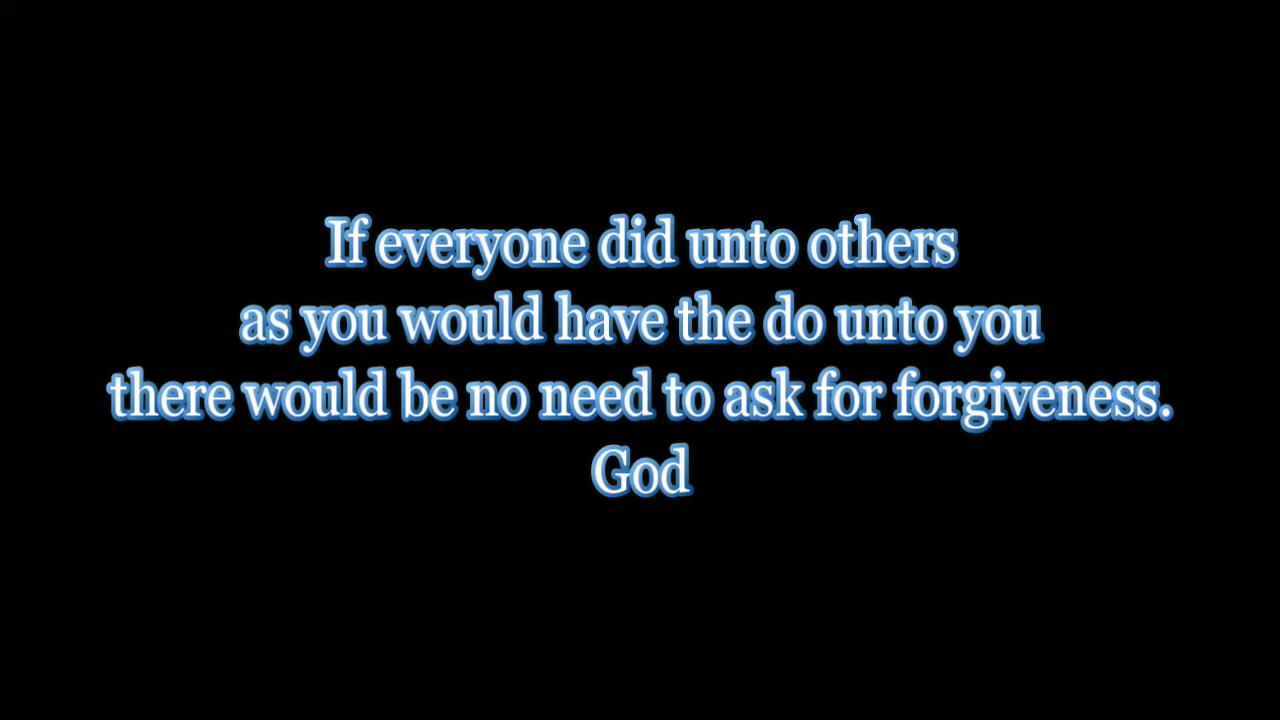 If everyone did unto others
as you would have the do unto you
there would be no need to ask for forgiveness.
God